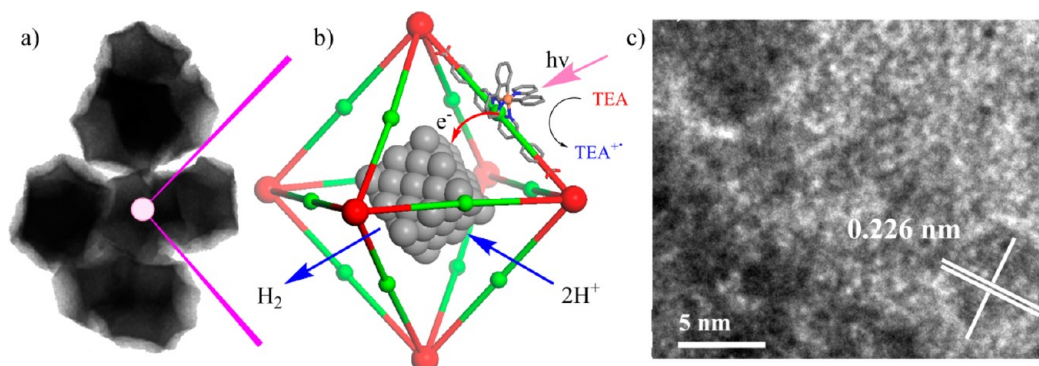 a)
b)
c)
hν
TEA
e⁻
TEA⁺•
H₂
2H⁺
0.226 nm
5 nm